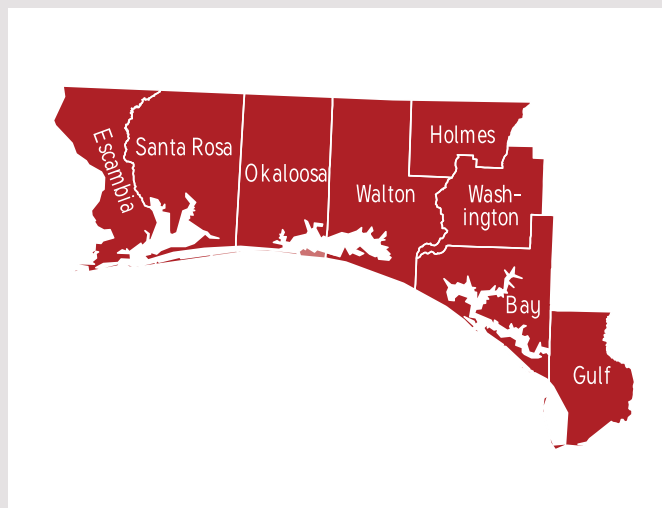 Escambia
Santa Rosa
Okaloosa
Walton
Holmes
Wash-
ington
Bay
Gulf